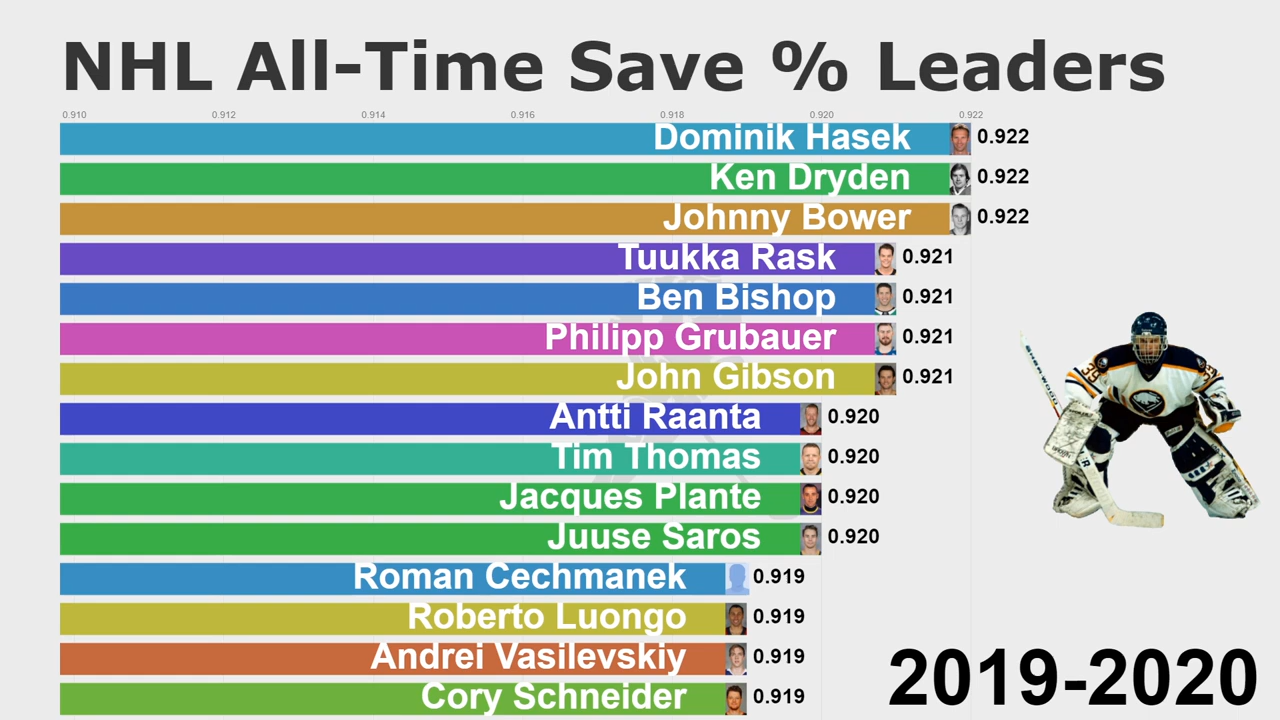 NHL All-Time Save % Leaders
0.910 0.912 0.914 0.916 0.918 0.920 0.922
Dominik Hasek 0.922
Ken Dryden 0.922
Johnny Bower 0.922
Tuukka Rask 0.921
Ben Bishop 0.921
Philipp Grubauer 0.921
John Gibson 0.921
Antti Raanta 0.920
Tim Thomas 0.920
Jacques Plante 0.920
Juuse Saros 0.920
Roman Cechmanek 0.919
Roberto Luongo 0.919
Andrei Vasilevskiy 0.919
Cory Schneider 0.919
2019-2020